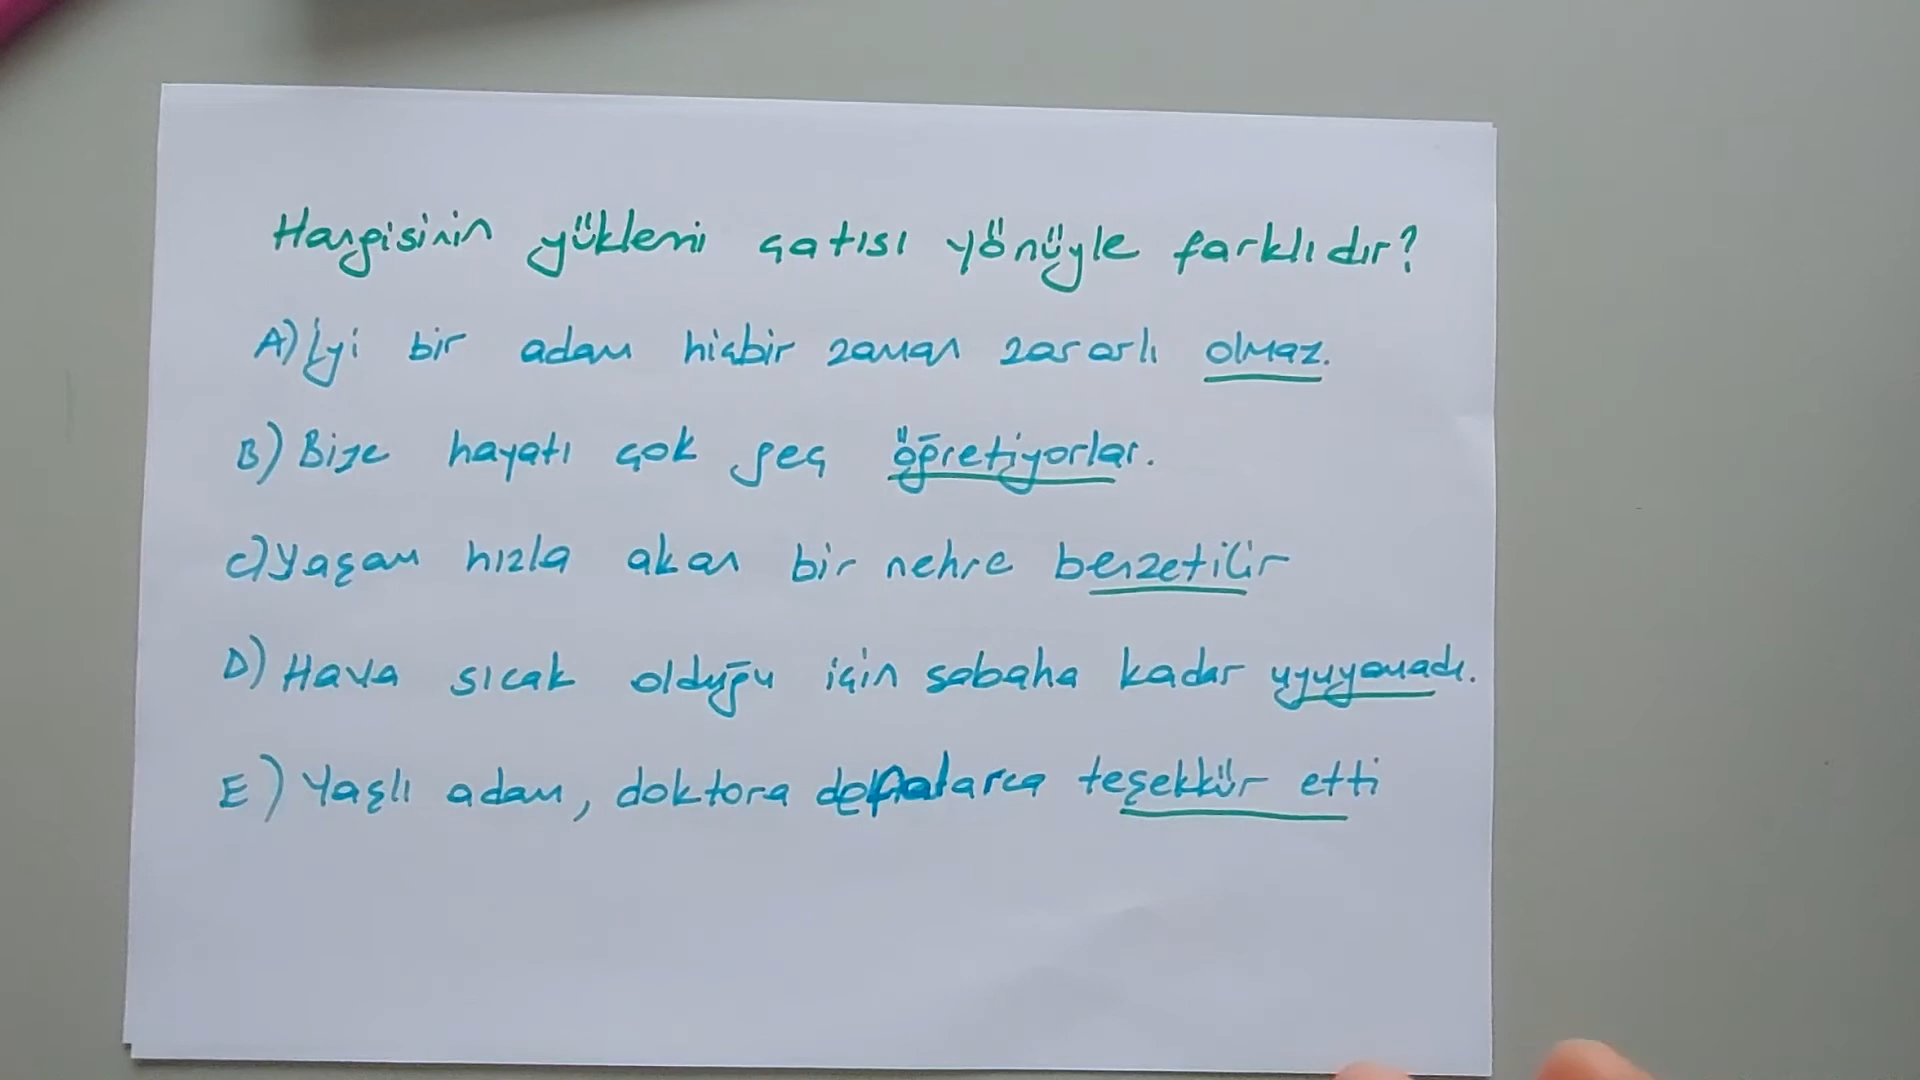 Hangisinin yüklemi çatısı yönüyle farklıdır?
A) İyi bir adam hiçbir zaman zararlı olmaz.
B) Bize hayatı çok geç öğretiyorlar.
C) Yaşam hızla akan bir nehre benzetilir
D) Hava sıcak olduğu için sabaha kadar uyuyamadı.
E) Yaşlı adam, doktora defalarca teşekkür etti